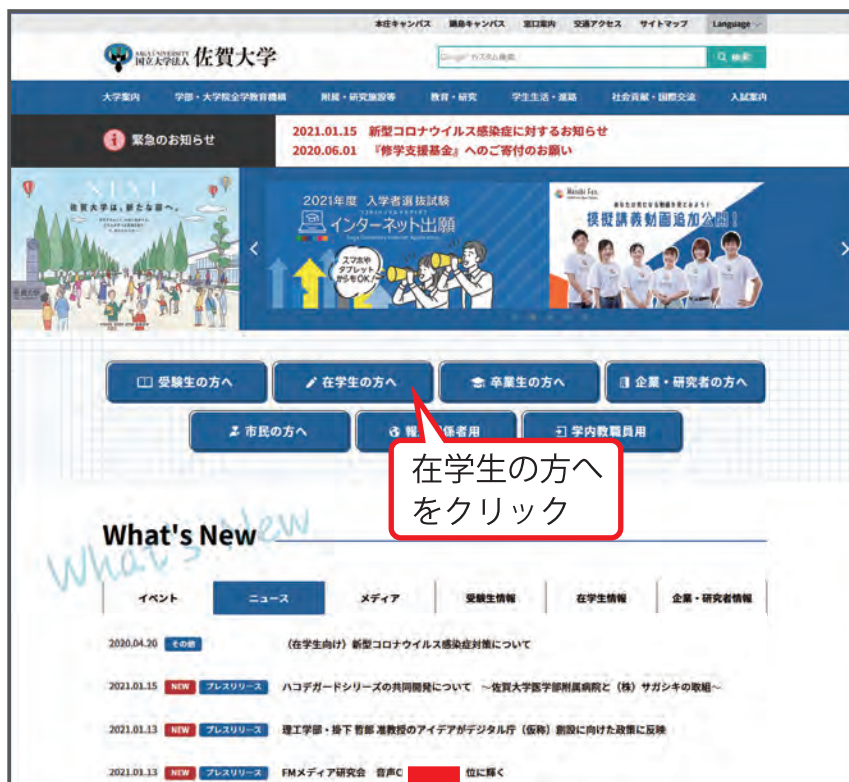 本庄キャンパス 鍋島キャンパス 窓口案内 交通アクセス サイトマップ Language
SAGA UNIVERSITY
国立大学法人 佐賀大学
検索
大学案内 学部・大学院全学教育機構 附属・研究施設等 教育・研究 学生生活・進路 社会貢献・国際交流 入試案内
緊急のお知らせ
2021.01.15 新型コロナウイルス感染症に対するお知らせ
2020.06.01 『修学支援基金』へのご寄付のお願い
NEXT
佐賀大学は、新たな扉へ。
2021年度 入学者選抜試験
インターネット出願
スマホや
タブレット
からもOK!
あなたは気になる動画を見てみよう!
模擬講義動画追加公開!
受験生の方へ 在学生の方へ 卒業生の方へ 企業・研究者の方へ
市民の方へ 係者用 学内教職員用
在学生の方へ
をクリック
What's New
What's New
イベント ニュース メディア 受験生情報 在学生情報 企業・研究者情報
2020.04.20 その他 (在学生向け)新型コロナウイルス感染症対策について
2021.01.15 NEW プレスリリース ハコデガードシリーズの共同開発について ～佐賀大学医学部附属病院と(株)サガシキの取組～
2021.01.13 NEW プレスリリース 理工学部・掛下 哲郎 准教授のアイデアがデジタル庁(仮称)創設に向けた政策に反映
2021.01.13 NEW プレスリリース FMメディア研究会 音声C 位に輝く